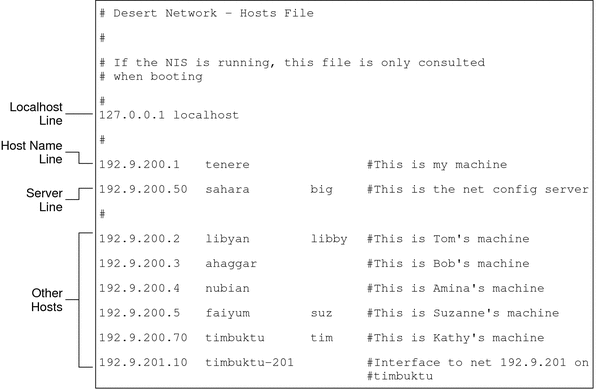 # Desert Network - Hosts File
#
# If the NIS is running, this file is only consulted
# when booting
#
Localhost Line
127.0.0.1 localhost
#
Host Name Line
192.9.200.1 tenere #This is my machine
Server Line
192.9.200.50 sahara big #This is the net config server
#
Other Hosts
192.9.200.2 libyan libby #This is Tom's machine
192.9.200.3 ahaggar #This is Bob's machine
192.9.200.4 nubian #This is Amina's machine
192.9.200.5 faiyum suz #This is Suzanne's machine
192.9.200.70 timbuktu tim #This is Kathy's machine
192.9.201.10 timbuktu-201 #Interface to net 192.9.201 on
#timbuktu